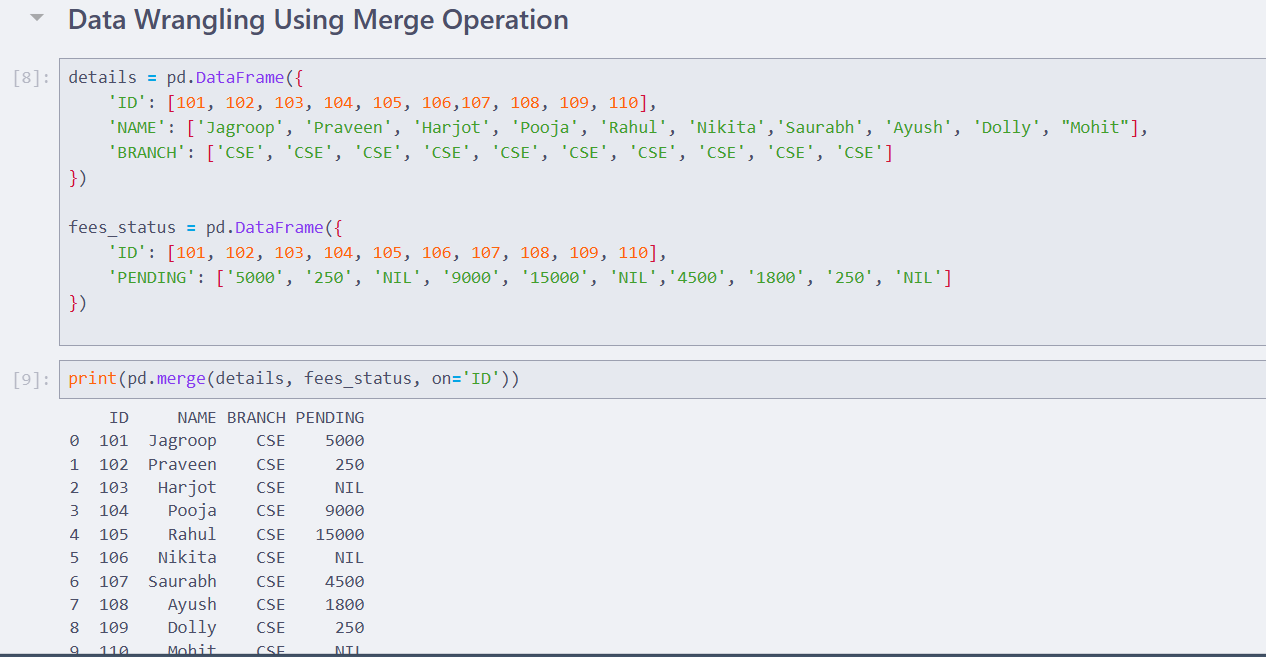 Data Wrangling Using Merge Operation
[8]: details = pd.DataFrame({
'ID': [101, 102, 103, 104, 105, 106,107, 108, 109, 110],
'NAME': ['Jagroop', 'Praveen', 'Harjot', 'Pooja', 'Rahul', 'Nikita','Saurabh', 'Ayush', 'Dolly', "Mohit"],
'BRANCH': ['CSE', 'CSE', 'CSE', 'CSE', 'CSE', 'CSE', 'CSE', 'CSE', 'CSE', 'CSE']
})
fees_status = pd.DataFrame({
'ID': [101, 102, 103, 104, 105, 106, 107, 108, 109, 110],
'PENDING': ['5000', '250', 'NIL', '9000', '15000', 'NIL','4500', '1800', '250', 'NIL']
})
[9]: print(pd.merge(details, fees_status, on='ID'))
ID NAME BRANCH PENDING
0 101 Jagroop CSE 5000
1 102 Praveen CSE 250
2 103 Harjot CSE NIL
3 104 Pooja CSE 9000
4 105 Rahul CSE 15000
5 106 Nikita CSE NIL
6 107 Saurabh CSE 4500
7 108 Ayush CSE 1800
8 109 Dolly CSE 250
9 110 Mohit CSE NIL